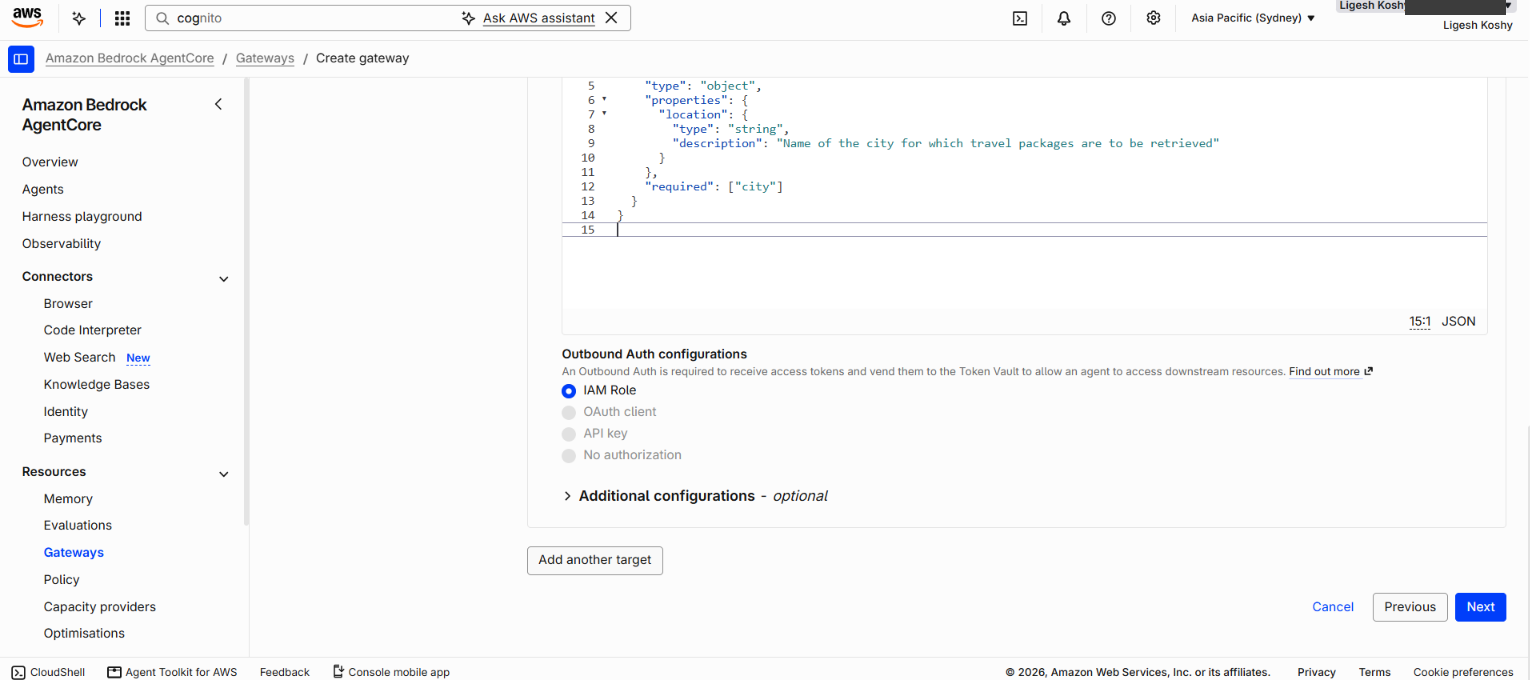 aws
cognito
Ask AWS assistant
Asia Pacific (Sydney)
Ligesh Koshy
Ligesh Koshy
Amazon Bedrock AgentCore / Gateways / Create gateway
Amazon Bedrock AgentCore
Overview
Agents
Harness playground
Observability
Connectors
Browser
Code Interpreter
Web Search New
Knowledge Bases
Identity
Payments
Resources
Memory
Evaluations
Gateways
Policy
Capacity providers
Optimisations
5 "type": "object",
6 "properties": {
7 "location": {
8 "type": "string",
9 "description": "Name of the city for which travel packages are to be retrieved"
10 }
11 },
12 "required": ["city"]
13 }
14 }
15
15:1 JSON
Outbound Auth configurations
An Outbound Auth is required to receive access tokens and vend them to the Token Vault to allow an agent to access downstream resources. Find out more
IAM Role
OAuth client
API key
No authorization
Additional configurations - optional
Add another target
Cancel Previous Next
CloudShell Agent Toolkit for AWS Feedback Console mobile app © 2026, Amazon Web Services, Inc. or its affiliates. Privacy Terms Cookie preferences